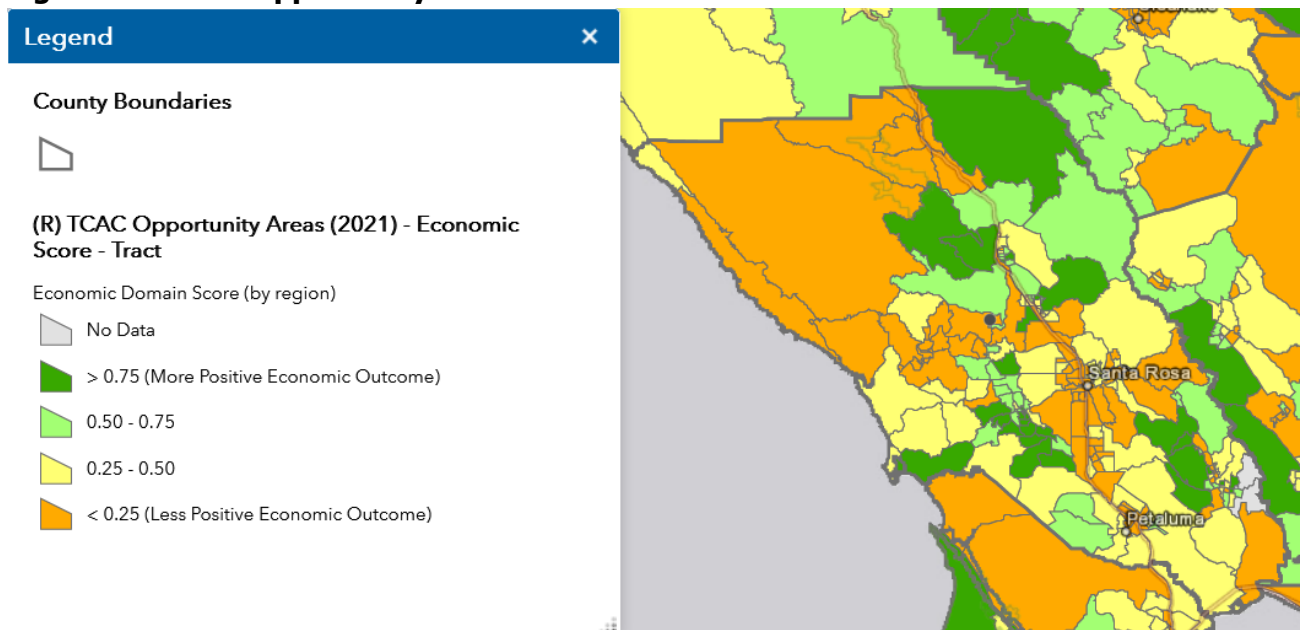 Legend
×
County Boundaries
(R) TCAC Opportunity Areas (2021) - Economic
Score - Tract
Economic Domain Score (by region)
No Data
> 0.75 (More Positive Economic Outcome)
0.50 - 0.75
0.25 - 0.50
< 0.25 (Less Positive Economic Outcome)
Santa Rosa
Petaluma